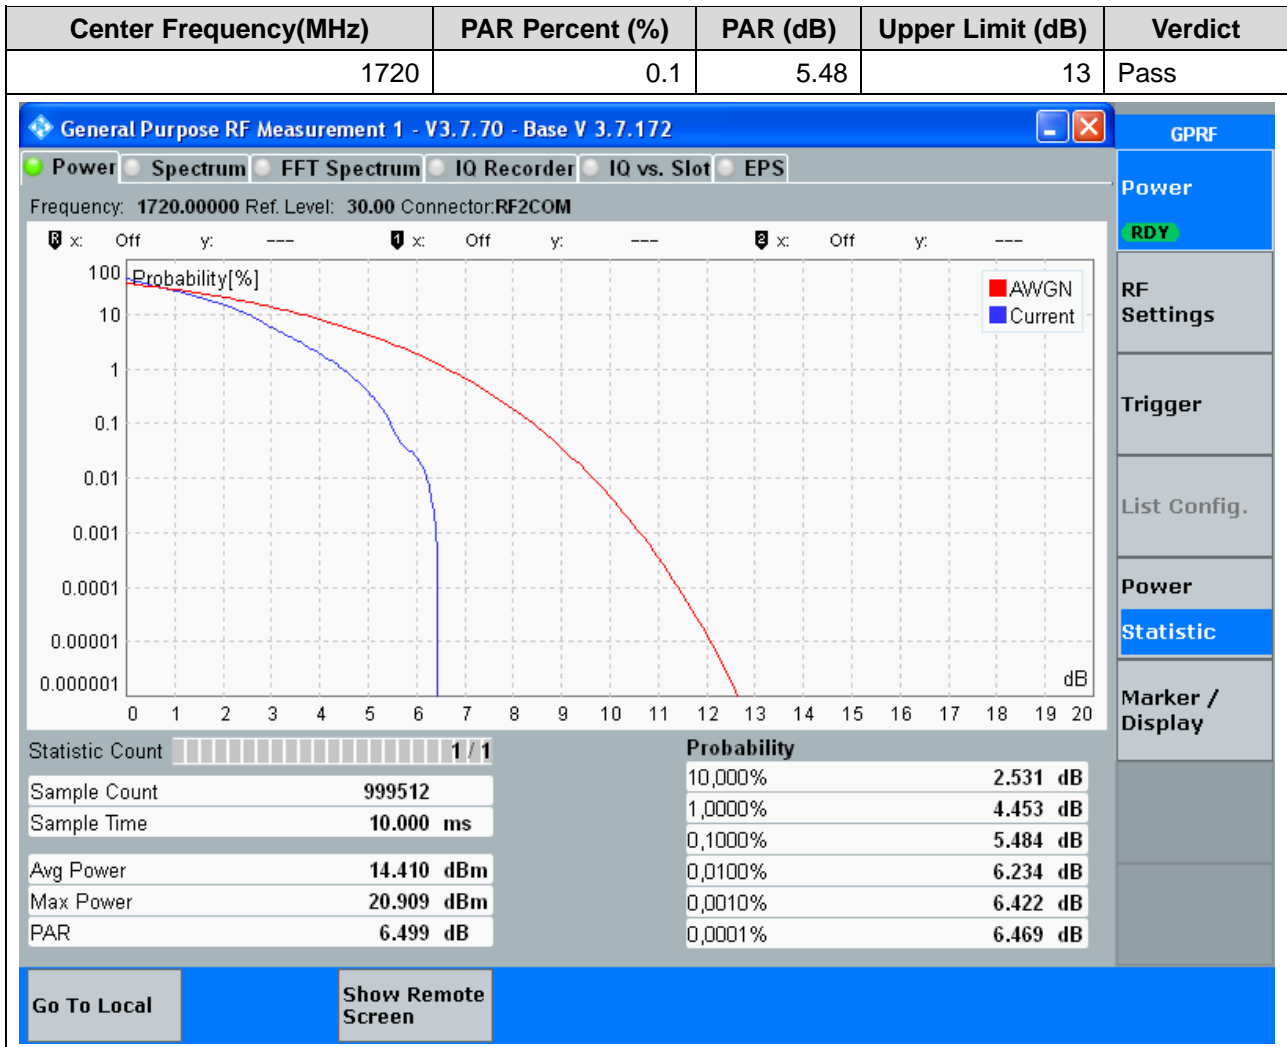 Center Frequency(MHz) PAR Percent (%) PAR (dB) Upper Limit (dB) Verdict
1720 0.1 5.48 13 Pass
General Purpose RF Measurement 1 - V3.7.70 - Base V 3.7.172
GPRF
Power Spectrum FFT Spectrum IQ Recorder IQ vs. Slot EPS
Frequency: 1720.00000 Ref. Level: 30.00 Connector:RF2COM
R x: Off y: --- 1 x: Off y: --- 2 x: Off y: ---
Probability[%]
AWGN
Current
100
10
1
0.1
0.01
0.001
0.0001
0.00001
0.000001
dB
0 1 2 3 4 5 6 7 8 9 10 11 12 13 14 15 16 17 18 19 20
Statistic Count 1 / 1
Sample Count 999512
Sample Time 10.000 ms
Avg Power 14.410 dBm
Max Power 20.909 dBm
PAR 6.499 dB
Probability
10,000% 2.531 dB
1,0000% 4.453 dB
0,1000% 5.484 dB
0,0100% 6.234 dB
0,0010% 6.422 dB
0,0001% 6.469 dB
Power
RDY
RF
Settings
Trigger
List Config.
Power
Statistic
Marker /
Display
Go To Local
Show Remote
Screen